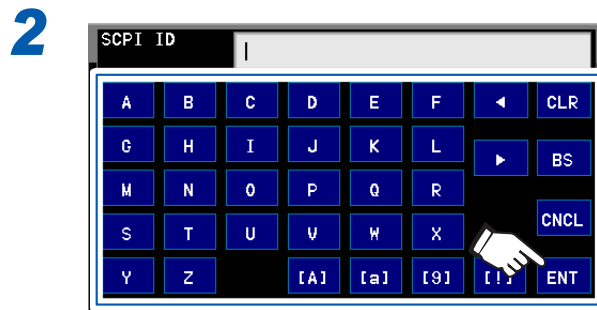 2
SCPI ID
A B C D E F ◄ CLR
G H I J K L ► BS
M N O P Q R
S T U V W X CNCL
Y Z [A] [a] [9] [!] ENT